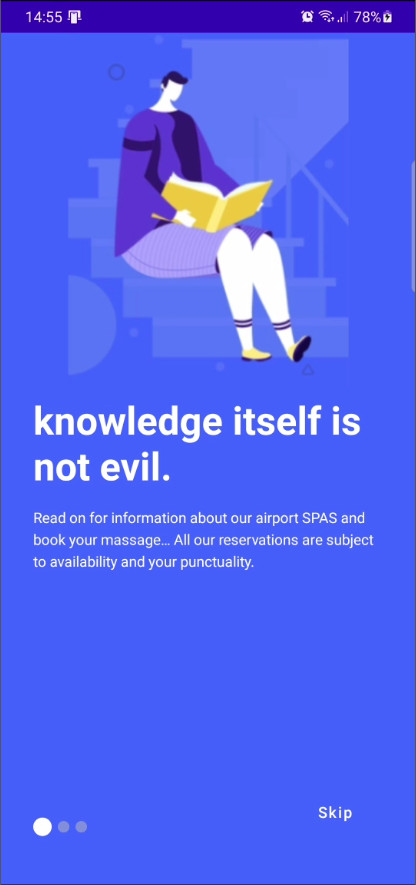 14:55 78%
knowledge itself is
not evil.
Read on for information about our airport SPAS and
book your massage... All our reservations are subject
to availability and your punctuality.
Skip